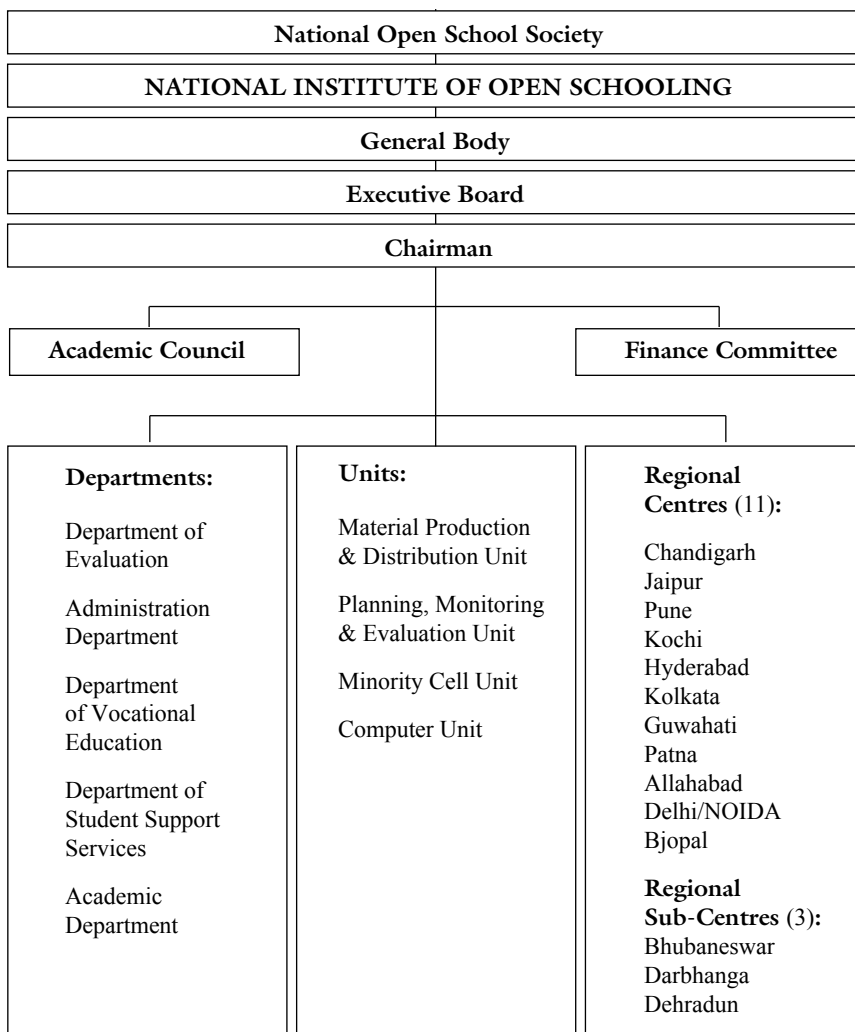 National Open School Society
NATIONAL INSTITUTE OF OPEN SCHOOLING
General Body
Executive Board
Chairman
Academic Council
Finance Committee
Departments:
Department of
Evaluation
Administration
Department
Department
of Vocational
Education
Department of
Student Support
Services
Academic
Department
Units:
Material Production
& Distribution Unit
Planning, Monitoring
& Evaluation Unit
Minority Cell Unit
Computer Unit
Regional
Centres (11):
Chandigarh
Jaipur
Pune
Kochi
Hyderabad
Kolkata
Guwahati
Patna
Allahabad
Delhi/NOIDA
Bjopal
Regional
Sub-Centres (3):
Bhubaneswar
Darbhanga
Dehradun